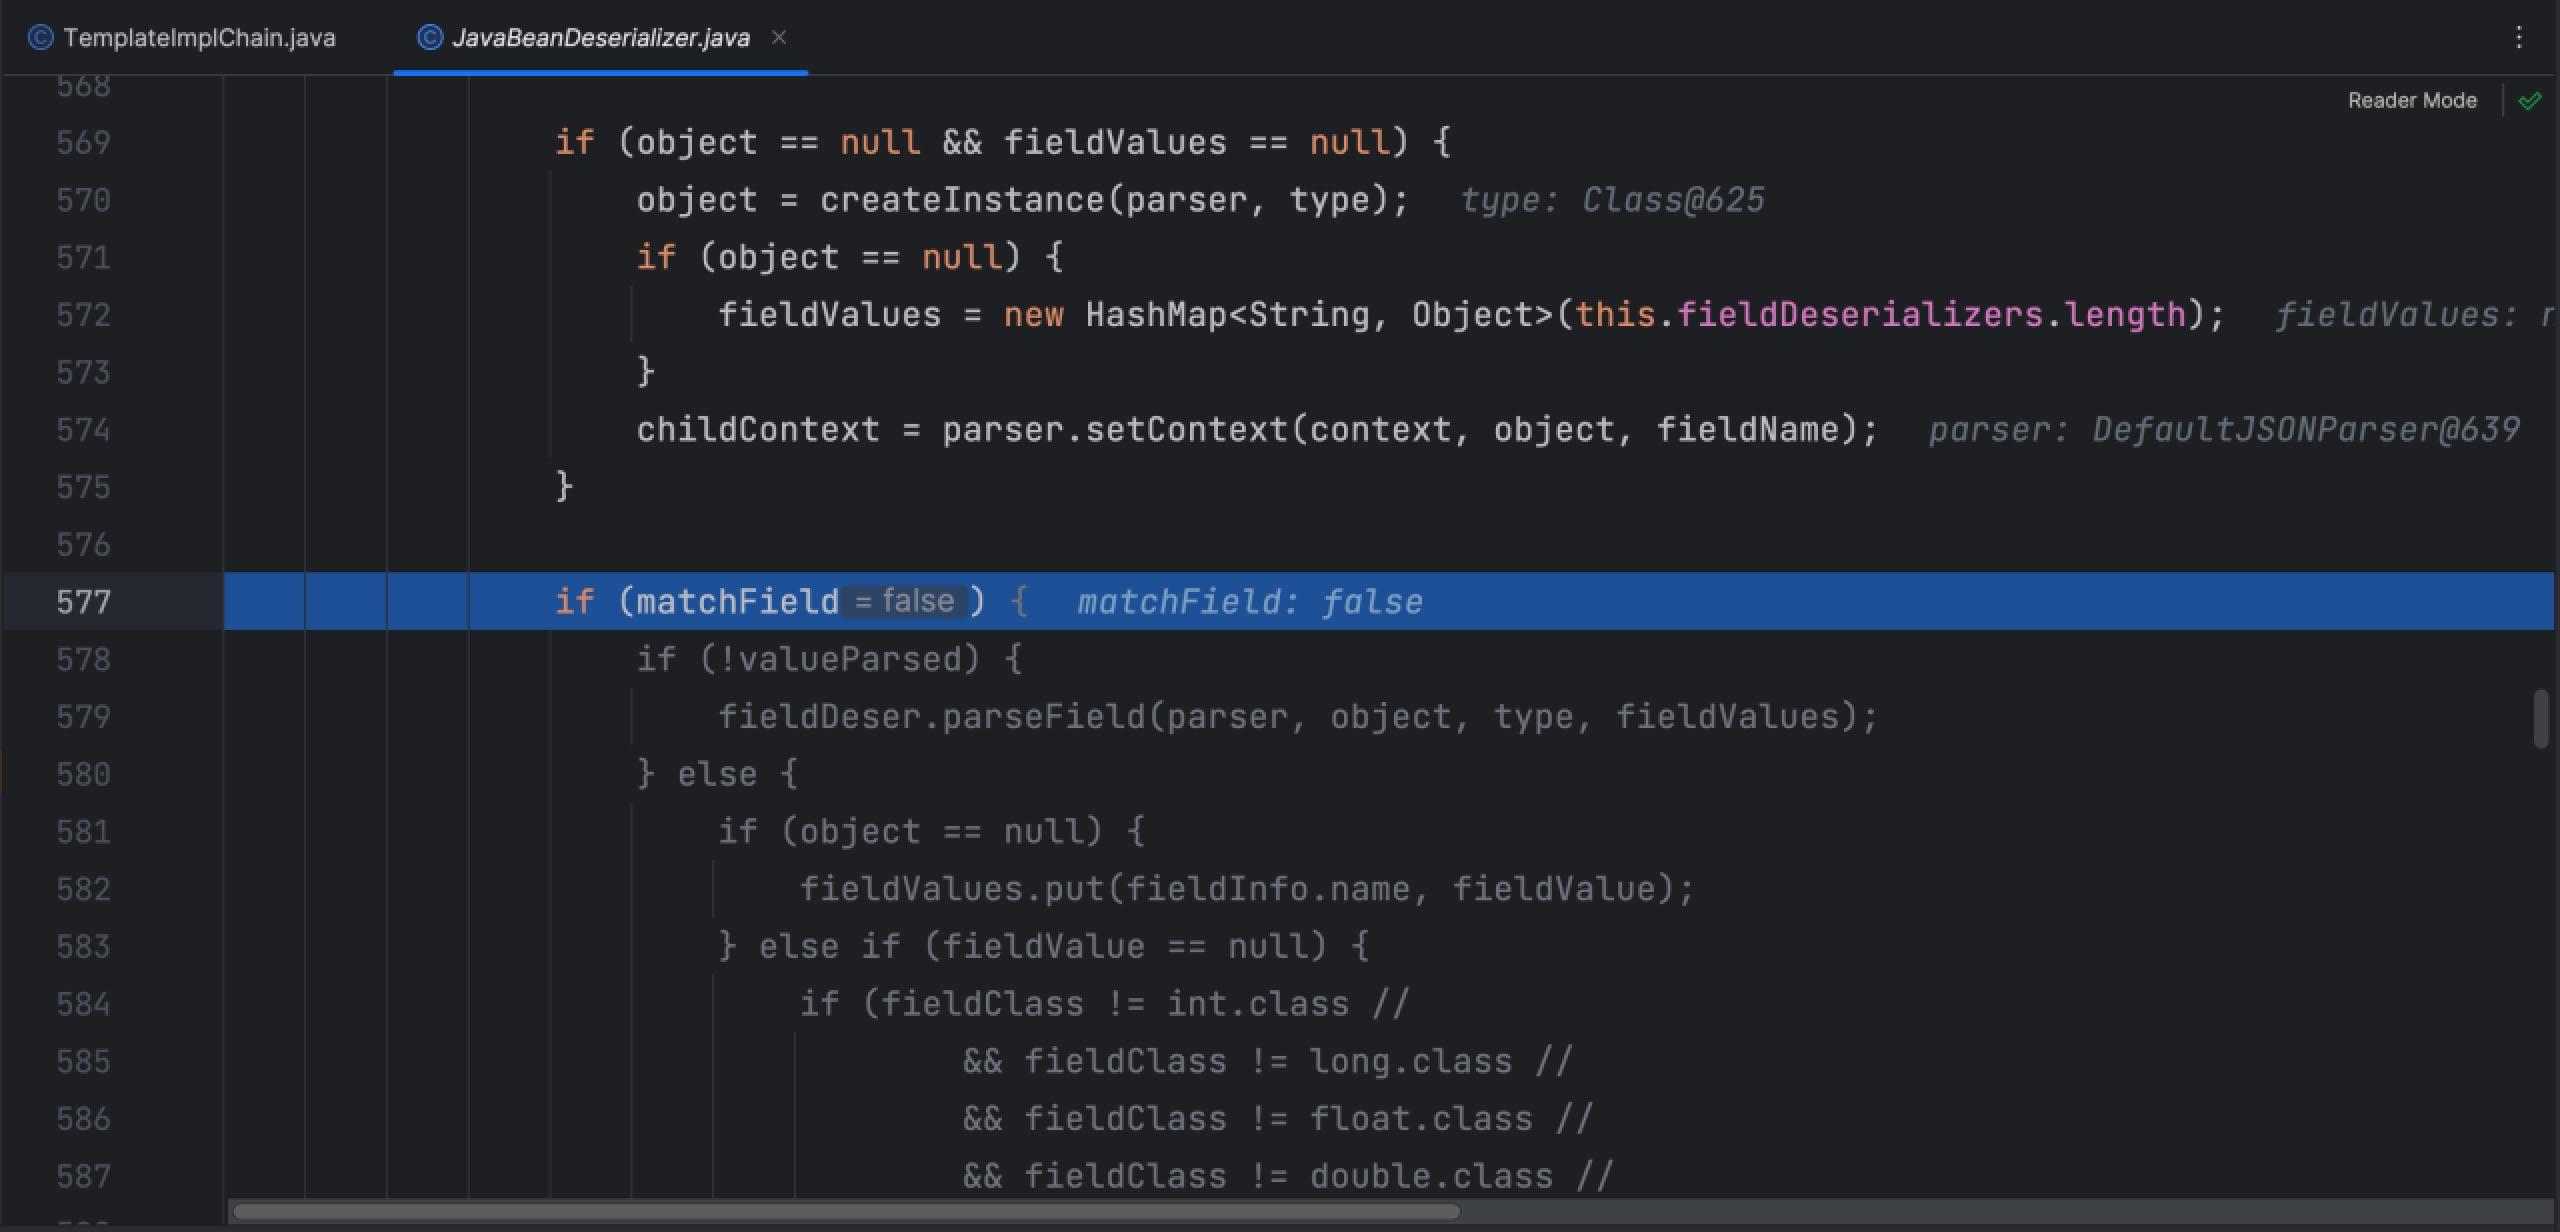 TemplateImplChain.java
JavaBeanDeserializer.java
Reader Mode
568
569 if (object == null && fieldValues == null) {
570 object = createInstance(parser, type); type: Class@625
571 if (object == null) {
572 fieldValues = new HashMap<String, Object>(this.fieldDeserializers.length); fieldValues:
573 }
574 childContext = parser.setContext(context, object, fieldName); parser: DefaultJSONParser@639
575 }
576
577 if (matchField = false ) { matchField: false
578 if (!valueParsed) {
579 fieldDeser.parseField(parser, object, type, fieldValues);
580 } else {
581 if (object == null) {
582 fieldValues.put(fieldInfo.name, fieldValue);
583 } else if (fieldValue == null) {
584 if (fieldClass != int.class //
585 && fieldClass != long.class //
586 && fieldClass != float.class //
587 && fieldClass != double.class //